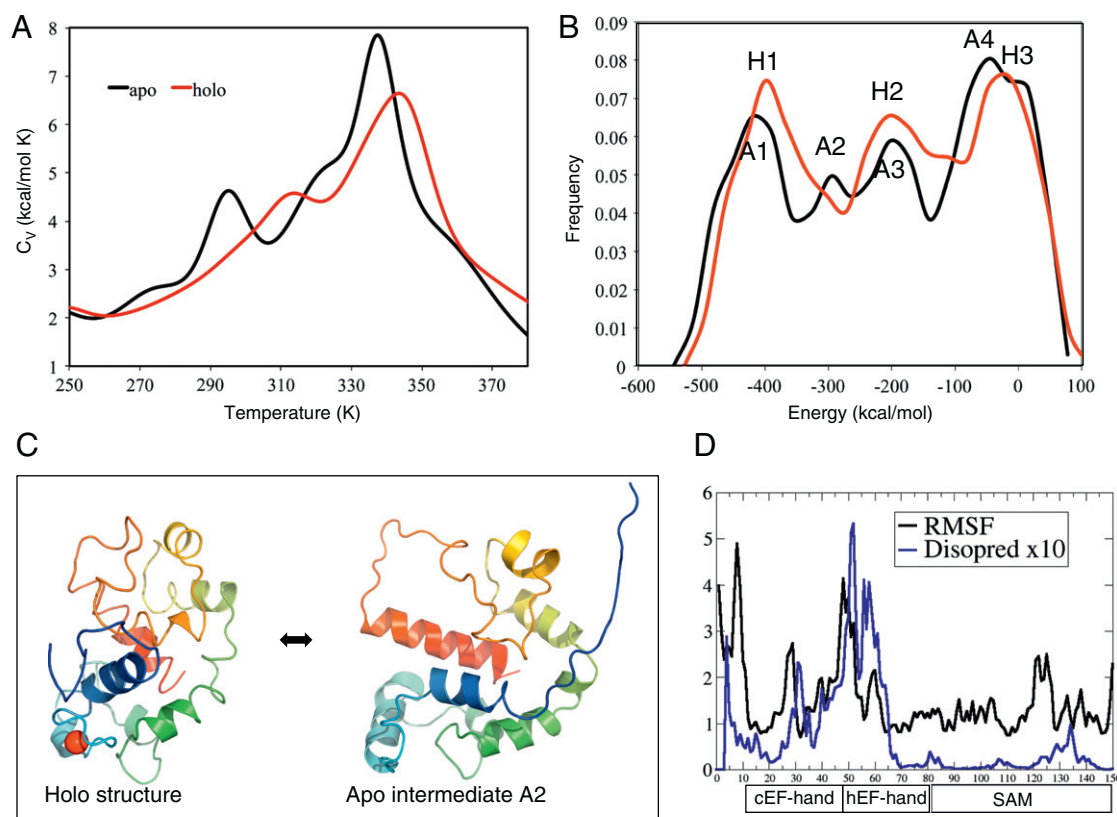 A
8
7
6
5
4
3
2
1
C_V (kcal/mol K)
apo holo
250 270 290 310 330 350 370
Temperature (K)
B
0.09
0.08
0.07
0.06
0.05
0.04
0.03
0.02
0.01
0
Frequency
H1
A1
A2
H2
A3
A4
H3
-600 -500 -400 -300 -200 -100 0 100
Energy (kcal/mol)
C
Holo structure
Apo intermediate A2
D
6
5
4
3
2
1
0
RMSF
Disopred x10
0 10 20 30 40 50 60 70 80 90 100 110 120 130 140 150
cEF-hand hEF-hand SAM